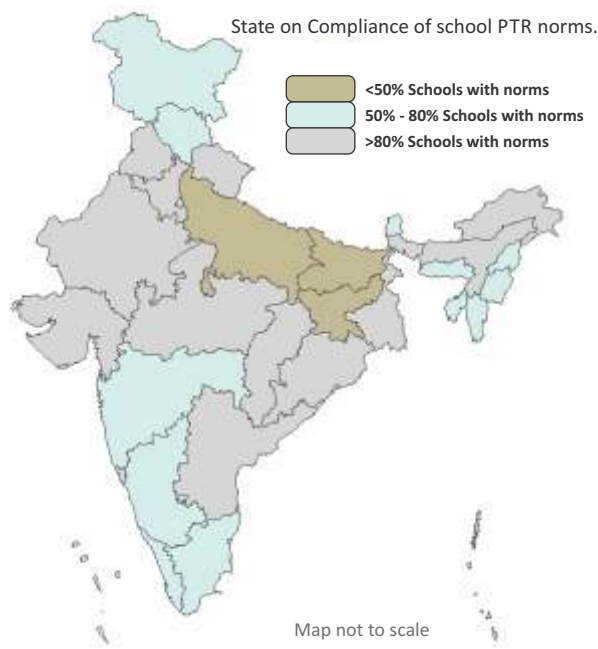 State on Compliance of school PTR norms.
<50% Schools with norms
50% - 80% Schools with norms
>80% Schools with norms
Map not to scale